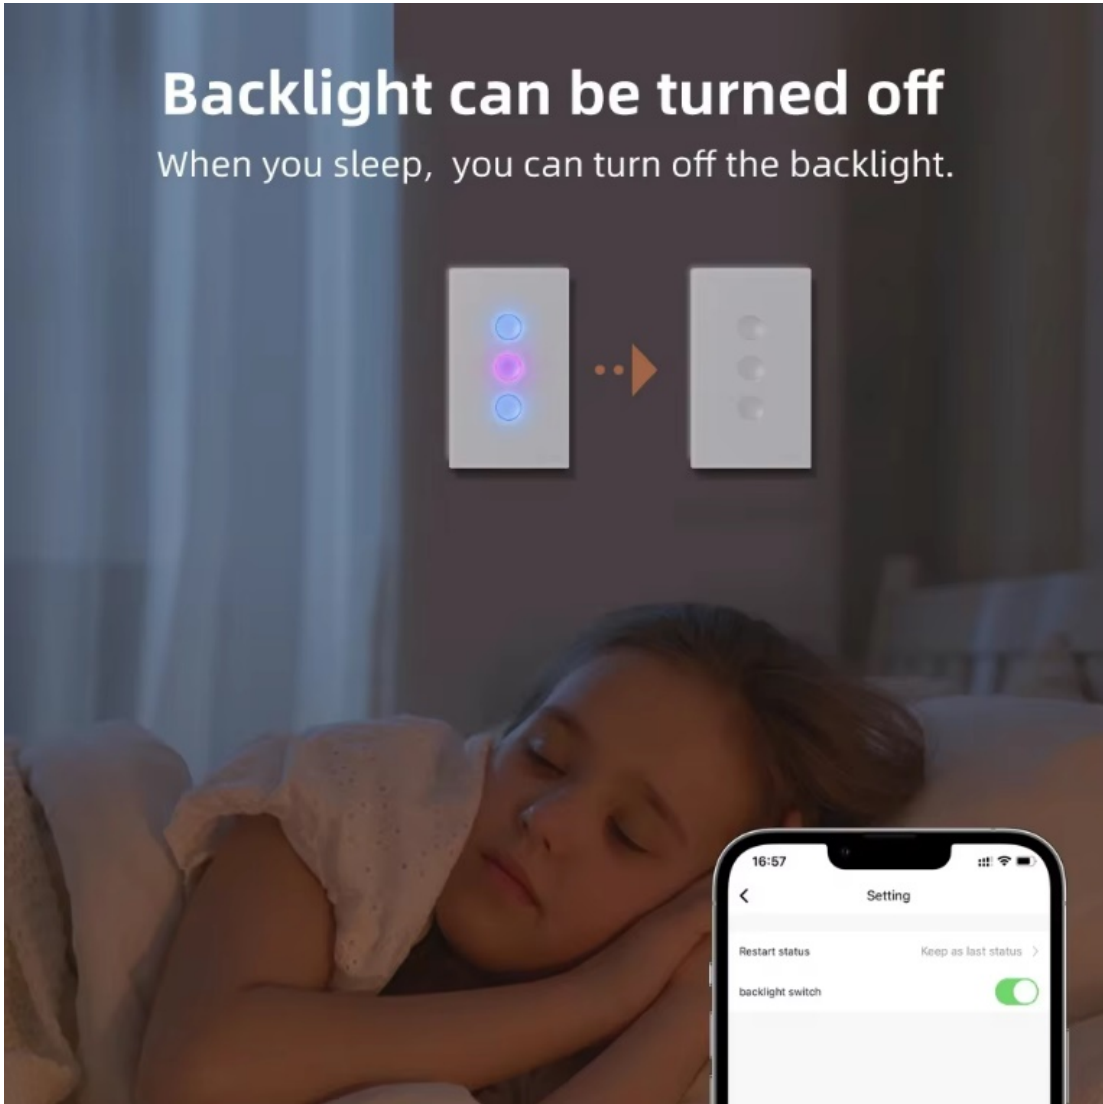 Backlight can be turned off
When you sleep, you can turn off the backlight.
16:57
Setting
Restart status Keep as last status
backlight switch